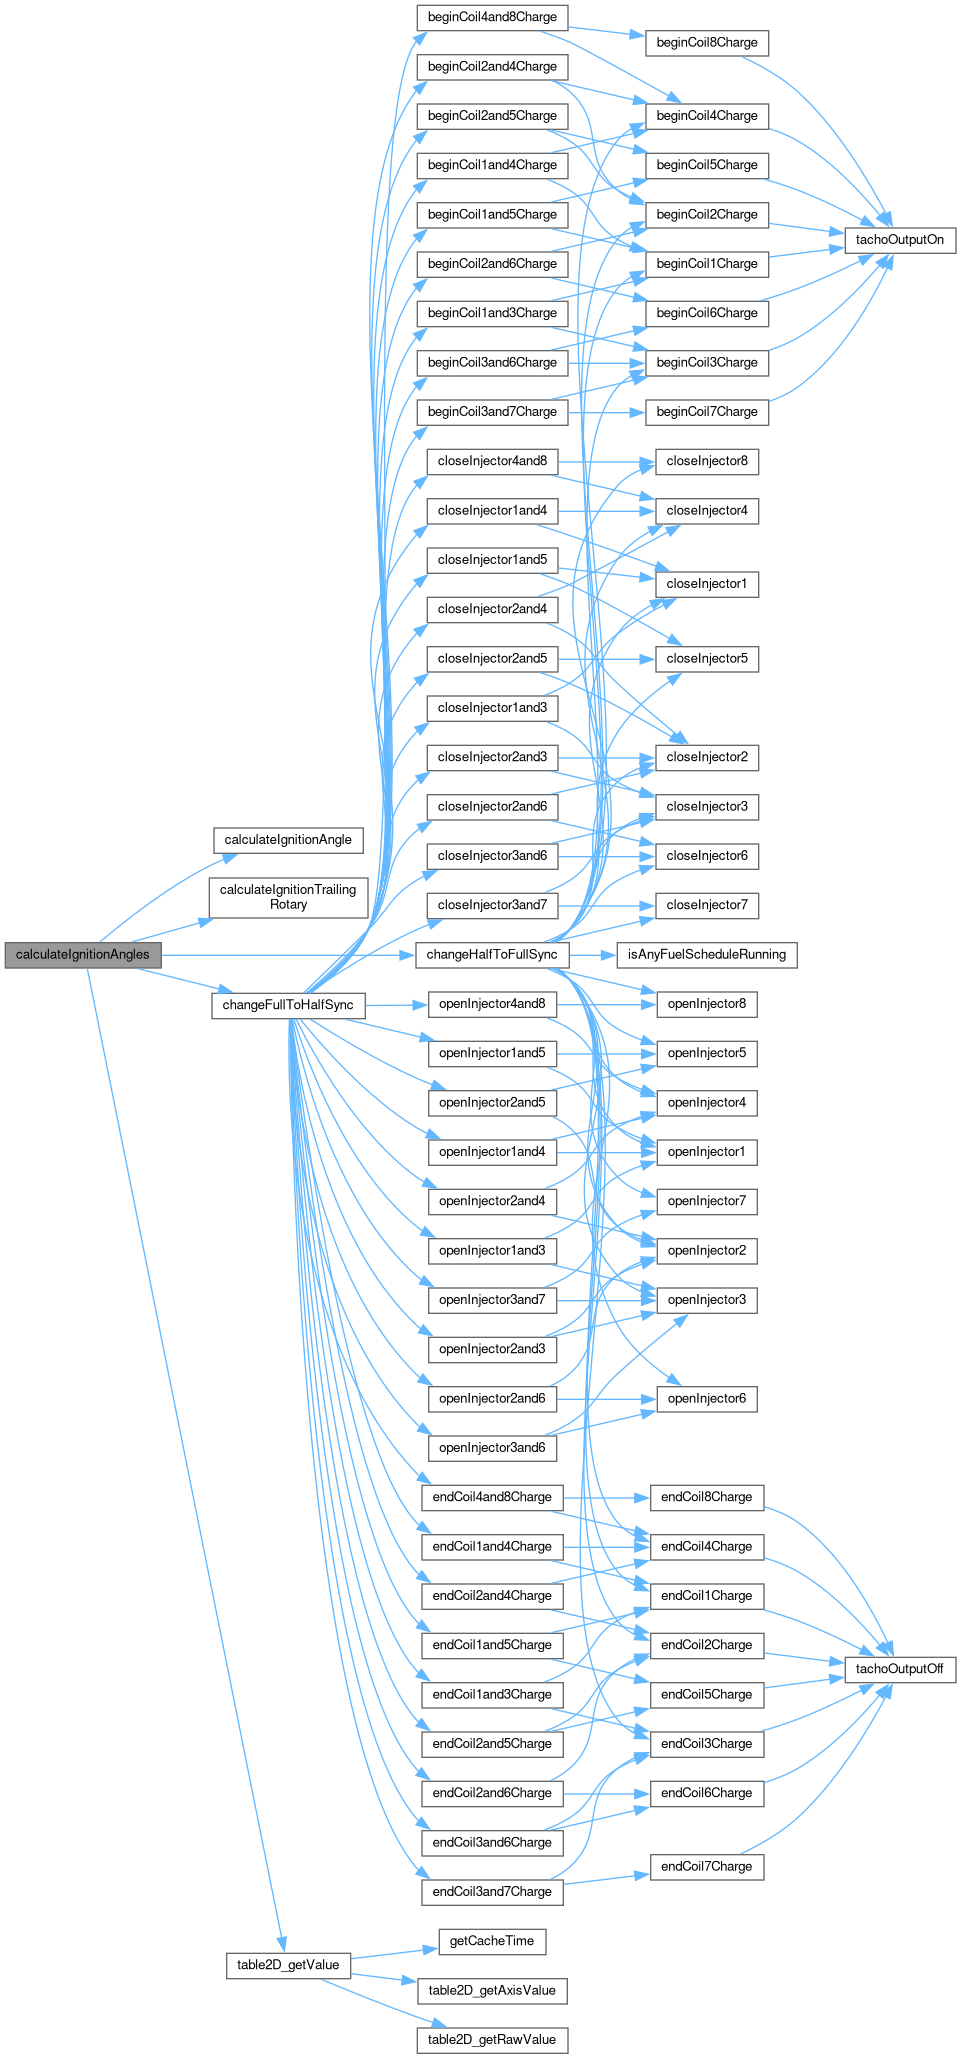 calculateIgnitionAngles
calculateIgnitionAngle
calculateIgnitionTrailing
Rotary
changeFullToHalfSync
table2D_getValue
beginCoil4and8Charge
beginCoil2and4Charge
beginCoil2and5Charge
beginCoil1and4Charge
beginCoil1and5Charge
beginCoil2and6Charge
beginCoil1and3Charge
beginCoil3and6Charge
beginCoil3and7Charge
closeInjector4and8
closeInjector1and4
closeInjector1and5
closeInjector2and4
closeInjector2and5
closeInjector1and3
closeInjector2and3
closeInjector2and6
closeInjector3and6
closeInjector3and7
changeHalfToFullSync
openInjector4and8
openInjector1and5
openInjector2and5
openInjector1and4
openInjector2and4
openInjector1and3
openInjector3and7
openInjector2and3
openInjector2and6
openInjector3and6
endCoil4and8Charge
endCoil1and4Charge
endCoil2and4Charge
endCoil1and5Charge
endCoil1and3Charge
endCoil2and5Charge
endCoil2and6Charge
endCoil3and6Charge
endCoil3and7Charge
getCacheTime
table2D_getAxisValue
table2D_getRawValue
beginCoil8Charge
beginCoil4Charge
beginCoil5Charge
beginCoil2Charge
beginCoil1Charge
beginCoil6Charge
beginCoil3Charge
beginCoil7Charge
closeInjector8
closeInjector4
closeInjector1
closeInjector5
closeInjector2
closeInjector3
closeInjector6
closeInjector7
isAnyFuelScheduleRunning
openInjector8
openInjector5
openInjector4
openInjector1
openInjector7
openInjector2
openInjector3
openInjector6
endCoil8Charge
endCoil4Charge
endCoil1Charge
endCoil2Charge
endCoil5Charge
endCoil3Charge
endCoil6Charge
endCoil7Charge
tachoOutputOn
tachoOutputOff